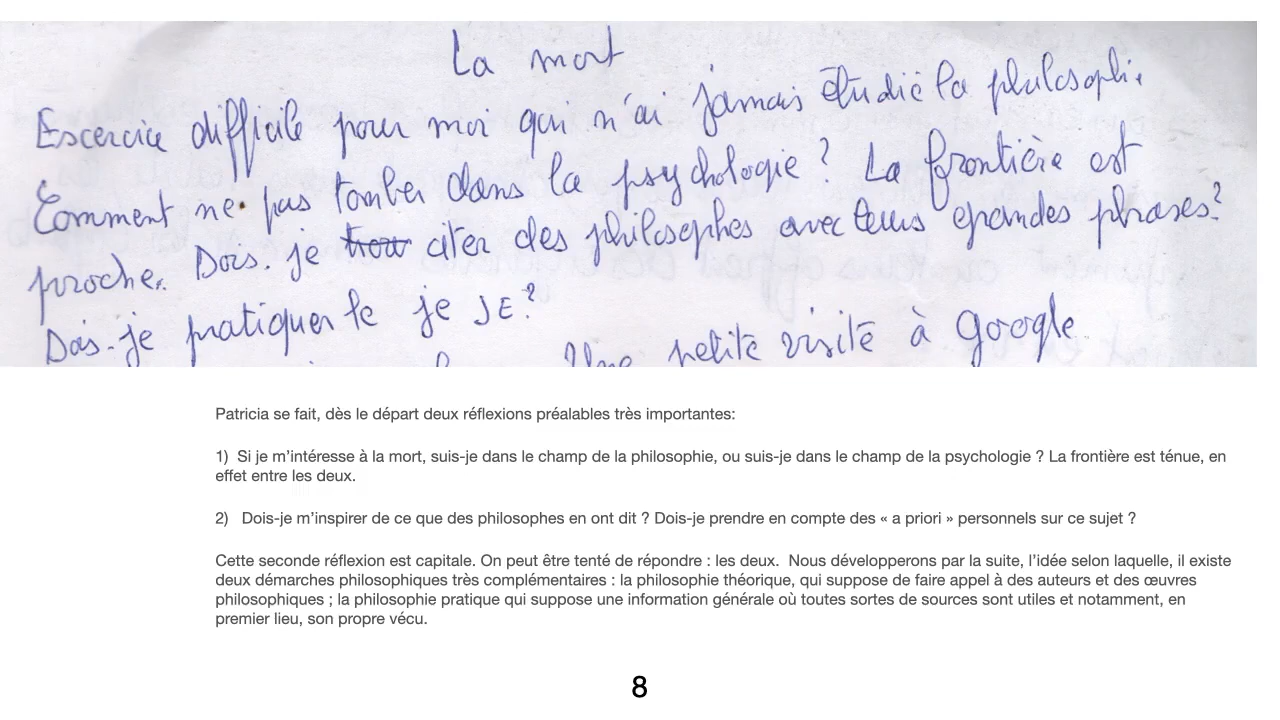 La mort
Escercice difficile pour moi qui n'ai jamais étudié la philosophie
Comment ne pas tomber dans la psychologie ? La frontière est
proche. Dois-je citer des philosophes avec leurs grandes phrases ?
Dois-je pratiquer le je JE ?
Une petite visite à Google
Patricia se fait, dès le départ deux réflexions préalables très importantes:
1) Si je m'intéresse à la mort, suis-je dans le champ de la philosophie, ou suis-je dans le champ de la psychologie ? La frontière est ténue, en
effet entre les deux.
2) Dois-je m'inspirer de ce que des philosophes en ont dit ? Dois-je prendre en compte des « a priori » personnels sur ce sujet ?
Cette seconde réflexion est capitale. On peut être tenté de répondre : les deux. Nous développerons par la suite, l'idée selon laquelle, il existe
deux démarches philosophiques très complémentaires : la philosophie théorique, qui suppose de faire appel à des auteurs et des œuvres
philosophiques ; la philosophie pratique qui suppose une information générale où toutes sortes de sources sont utiles et notamment, en
premier lieu, son propre vécu.
8